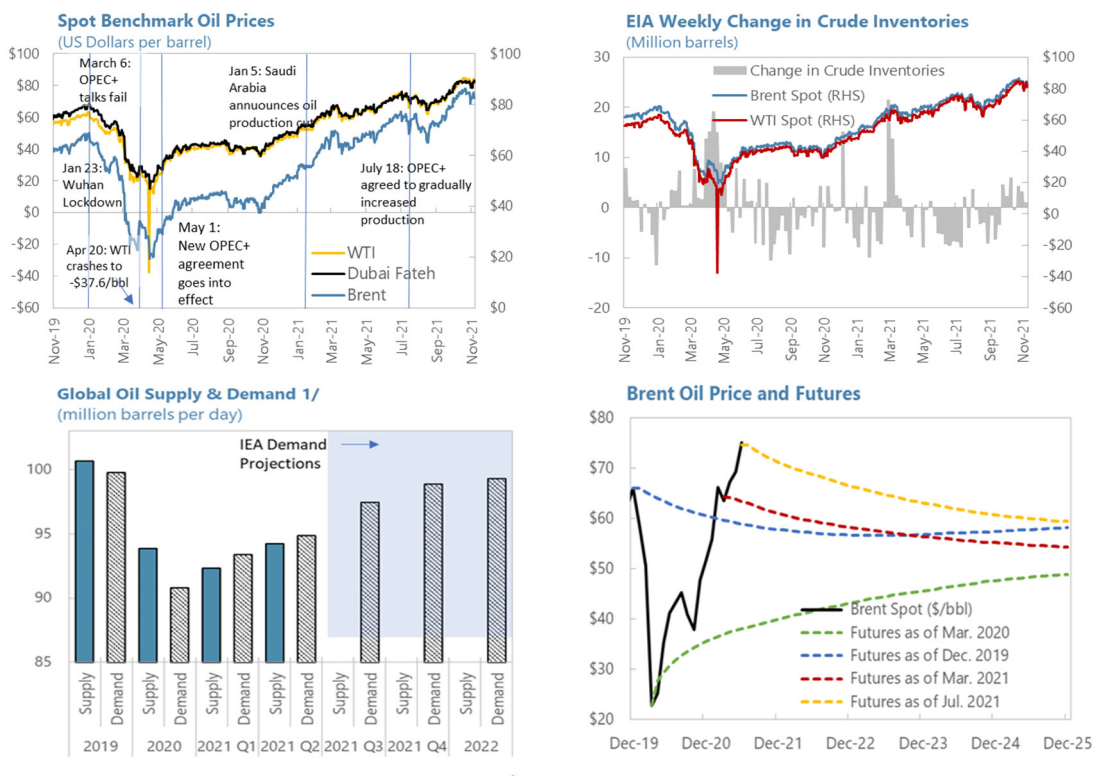 Spot Benchmark Oil Prices
(US Dollars per barrel)
$100
$80
$60
$40
$20
$0
-$20
-$40
-$60
$100
$80
$60
$40
$20
$0
March 6:
OPEC+
talks fail
Jan 5: Saudi
Arabia
annuounces oil
production cut
Jan 23:
Wuhan
Lockdown
July 18: OPEC+
agreed to gradually
increased
production
Apr 20: WTI
crashes to
-$37.6/bbl
May 1:
New OPEC+
agreement
goes into
effect
WTI
Dubai Fateh
Brent
Nov-19
Jan-20
Mar-20
May-20
Jul-20
Sep-20
Nov-20
Jan-21
Mar-21
May-21
Jul-21
Sep-21
Nov-21
EIA Weekly Change in Crude Inventories
(Million barrels)
30
20
10
0
-10
-20
$100
$80
$60
$40
$20
$0
-$20
-$40
-$60
Change in Crude Inventories
Brent Spot (RHS)
WTI Spot (RHS)
Nov-19
Jan-20
Mar-20
May-20
Jul-20
Sep-20
Nov-20
Jan-21
Mar-21
May-21
Jul-21
Sep-21
Nov-21
Global Oil Supply & Demand 1/
(million barrels per day)
100
95
90
85
IEA Demand
Projections
Supply
Demand
Supply
Demand
Supply
Demand
Supply
Demand
Supply
Demand
Supply
Demand
Supply
Demand
2019
2020
2021 Q1
2021 Q2
2021 Q3
2021 Q4
2022
Brent Oil Price and Futures
$80
$70
$60
$50
$40
$30
$20
Brent Spot ($/bbl)
Futures as of Mar. 2020
Futures as of Dec. 2019
Futures as of Mar. 2021
Futures as of Jul. 2021
Dec-19
Dec-20
Dec-21
Dec-22
Dec-23
Dec-24
Dec-25